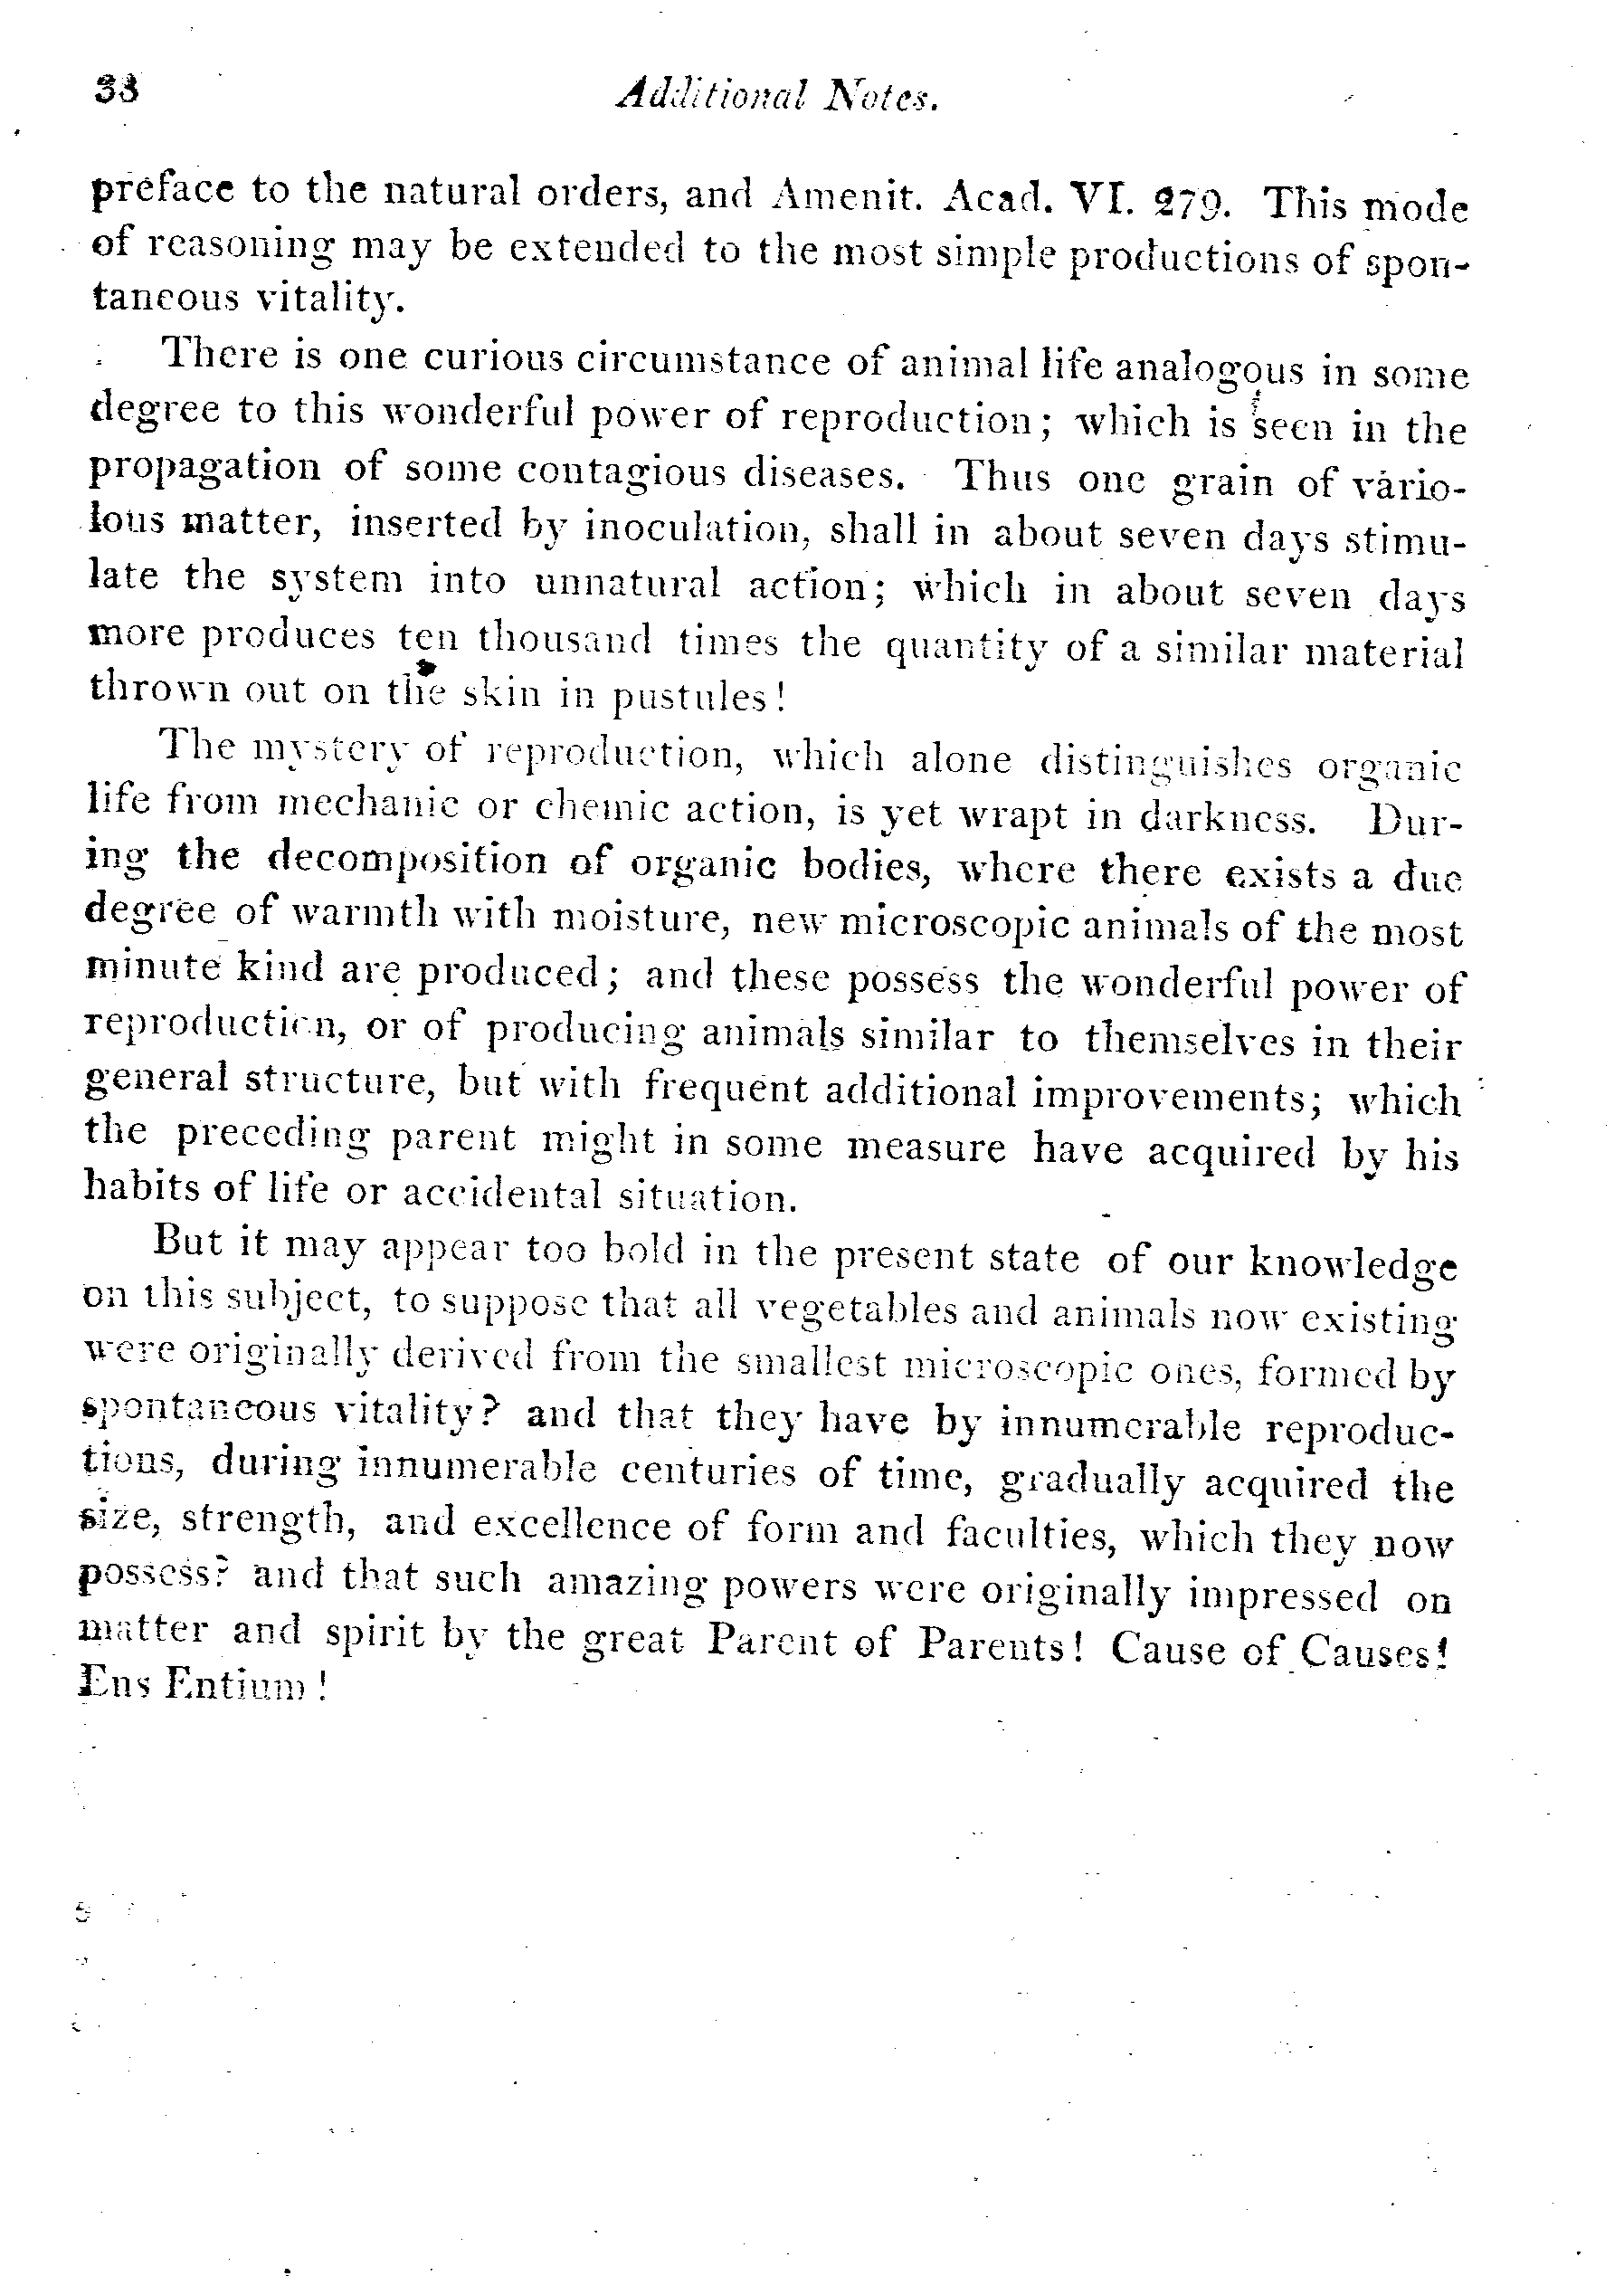 38 Additional Notes.
preface to the natural orders, and Amenit. Acad. VI. 279. This mode
of reasoning may be extended to the most simple productions of spon-
taneous vitality.
There is one curious circumstance of animal life analogous in some
degree to this wonderful power of reproduction; which is seen in the
propagation of some contagious diseases. Thus one grain of vario-
lous matter, inserted by inoculation, shall in about seven days stimu-
late the system into unnatural action; which in about seven days
more produces ten thousand times the quantity of a similar material
thrown out on the skin in pustules!
The mystery of reproduction, which alone distinguishes organic
life from mechanic or chemic action, is yet wrapt in darkness. Dur-
ing the decomposition of organic bodies, where there exists a due
degree of warmth with moisture, new microscopic animals of the most
minute kind are produced; and these possess the wonderful power of
reproduction, or of producing animals similar to themselves in their
general structure, but with frequent additional improvements; which
the preceding parent might in some measure have acquired by his
habits of life or accidental situation.
But it may appear too bold in the present state of our knowledge
on this subject, to suppose that all vegetables and animals now existing
were originally derived from the smallest microscopic ones, formed by
spontaneous vitality? and that they have by innumerable reproduc-
tions, during innumerable centuries of time, gradually acquired the
size, strength, and excellence of form and faculties, which they now
possess? and that such amazing powers were originally impressed on
matter and spirit by the great Parent of Parents! Cause of Causes!
Ens Entium!